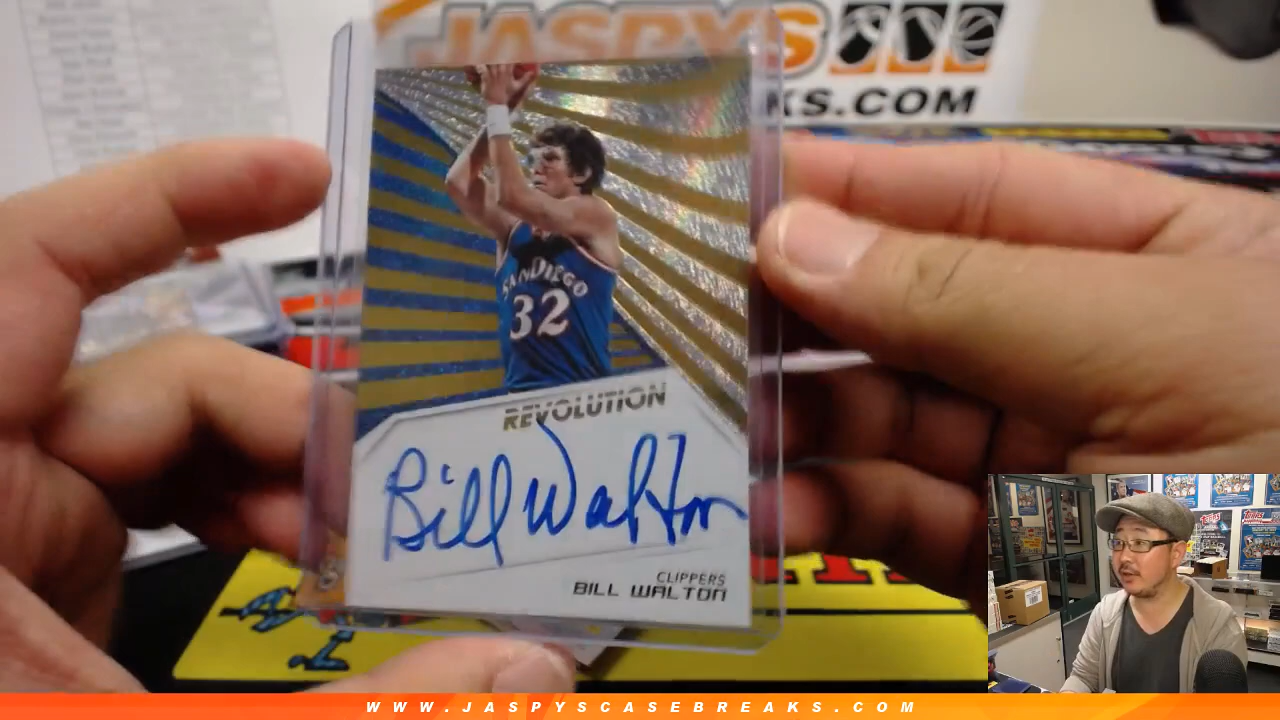 JASPYS
KS.COM
SAN DIEGO
32
REVOLUTION
Bill Walton
CLIPPERS
BILL WALTON
WWW.JASPYSCASEBREAKS.COM